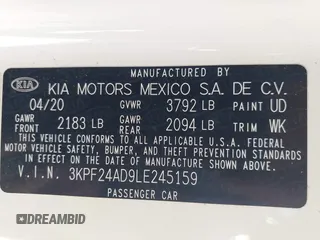 MANUFACTURED BY
KIA KIA MOTORS MEXICO S.A. DE C.V.
04/20 GVWR 3792 LB PAINT UD
GAWR FRONT 2183 LB GAWR REAR 2094 LB TRIM WK
THIS VEHICLE CONFORMS TO ALL APPLICABLE U.S.A. FEDERAL
MOTOR VEHICLE SAFETY, BUMPER, AND THEFT PREVENTION
STANDARDS IN EFFECT ON THE DATE OF MANUFACTURE SHOWN ABOVE.
V.I.N. 3KPF24AD9LE245159
PASSENGER CAR
DREAMBID